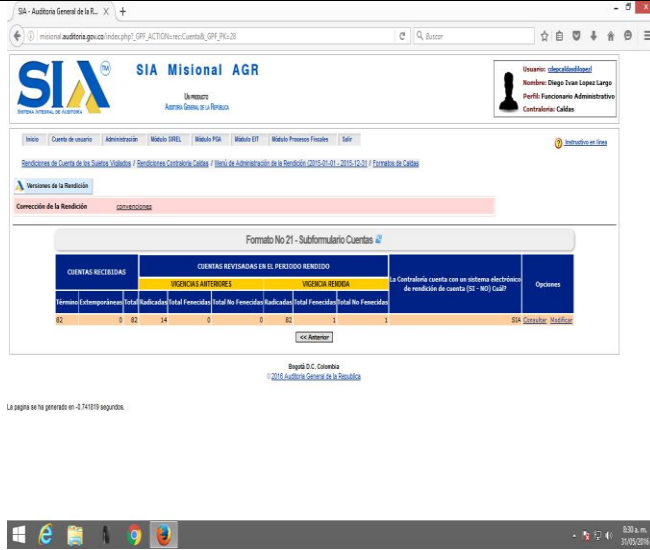 SIA - Auditoria General de la R...
misional.auditoria.gov.co/index.php?_GPF_ACTION=rec:Cuenta&_GPF_PK=28
Buscar
SIA
SISTEMA INTEGRAL DE AUDITORIA
SIA Misional AGR
Un producto
Auditoria General de la Republica
Usuario: cdepcaldasdilopezl
Nombre: Diego Ivan Lopez Largo
Perfil: Funcionario Administrativo
Contraloria: Caldas
Inicio Cuenta de usuario Administración Módulo SIREL Módulo PGA Módulo EIT Módulo Procesos Fiscales Salir
Instructivo en línea
Rendiciones de Cuenta de los Sujetos Vigilados / Rendiciones Contraloria Caldas / Menú de Administración de la Rendición (2015-01-01 - 2015-12-31) / Formatos de Caldas
Versiones de la Rendición
Corrección de la Rendición convenciones
Formato No 21 - Subformulario Cuentas
CUENTAS RECIBIDAS
CUENTAS REVISADAS EN EL PERIODO RENDIDO
La Contraloría cuenta con un sistema electrónico de rendición de cuenta (SI - NO) Cuál?
Opciones
VIGENCIAS ANTERIORES VIGENCIA RENDIDA
Término Extemporáneas Total Radicadas Total Fenecidas Total No Fenecidas Radicadas Total Fenecidas Total No Fenecidas
82 0 82 14 0 0 82 1 1 SIA Consultar Modificar
<< Anterior
Bogotá D.C. Colombia
©2016 Auditoria General de la Republica
La pagina se ha generado en -0.741819 segundos.
8:30 a. m.
31/05/2016